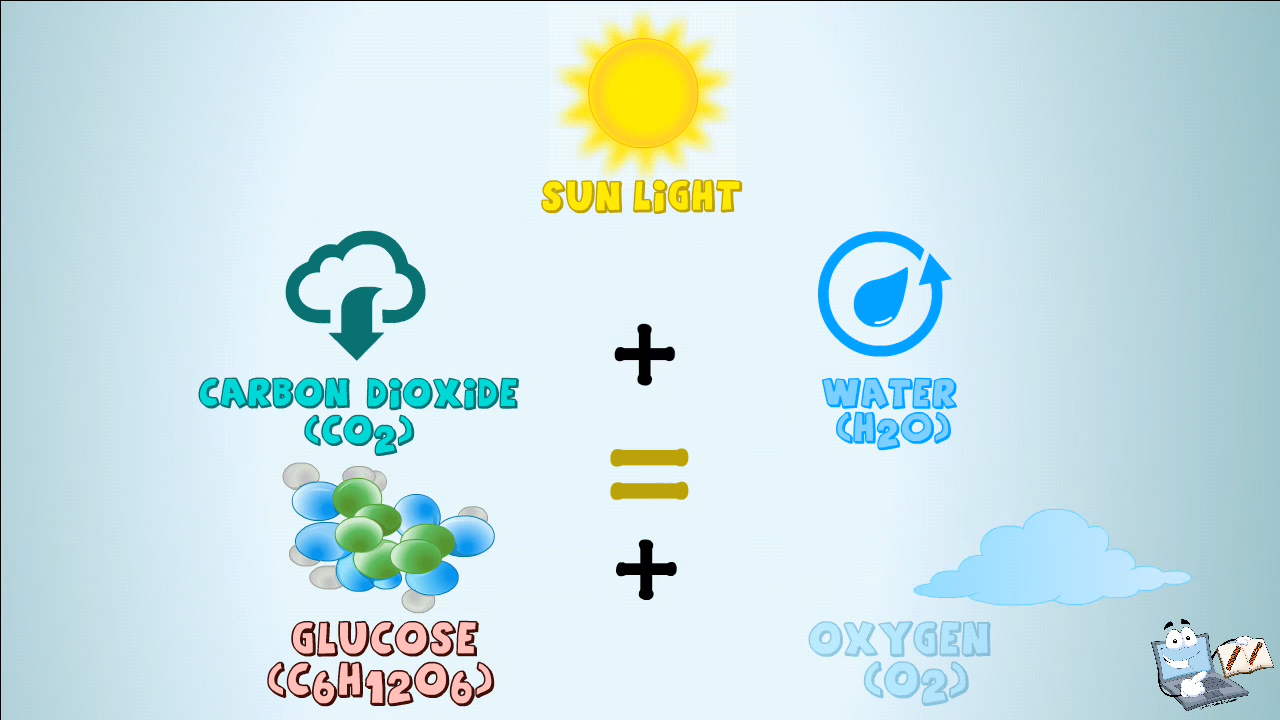 SUN LiGHT
CARBON DiOXiDE
(CO2)
+
WATER
(H2O)
=
GLUCOSE
(C6H12O6)
+
OXYGEN
(O2)